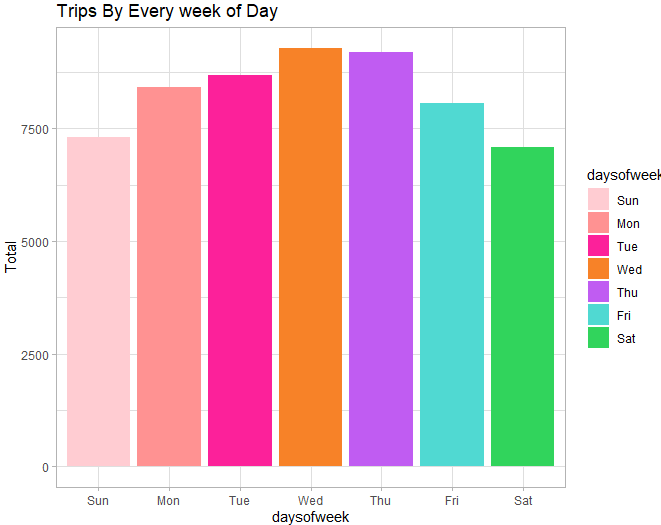 Trips By Every week of Day
Total
7500
5000
2500
0
Sun Mon Tue Wed Thu Fri Sat
daysofweek
daysofweek
Sun
Mon
Tue
Wed
Thu
Fri
Sat